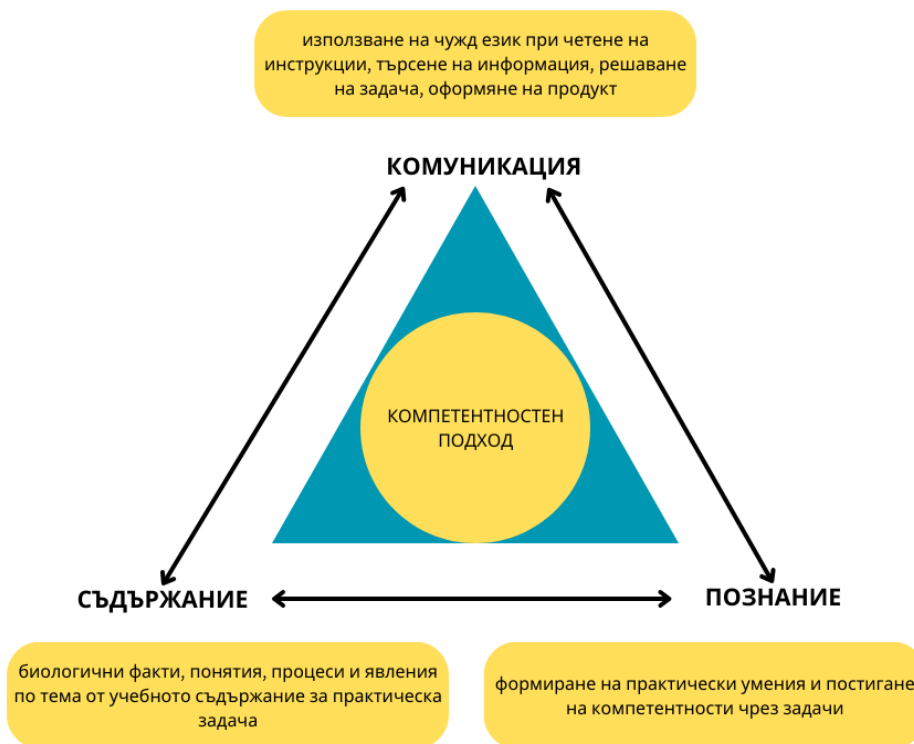 използване на чужд език при четене на
инструкции, търсене на информация, решаване
на задача, оформяне на продукт
КОМУНИКАЦИЯ
КОМПЕТЕНТНОСТЕН
ПОДХОД
СЪДЪРЖАНИЕ
ПОЗНАНИЕ
биологични факти, понятия, процеси и явления
по тема от учебното съдържание за практическа
задача
формиране на практически умения и постигане
на компетентности чрез задачи